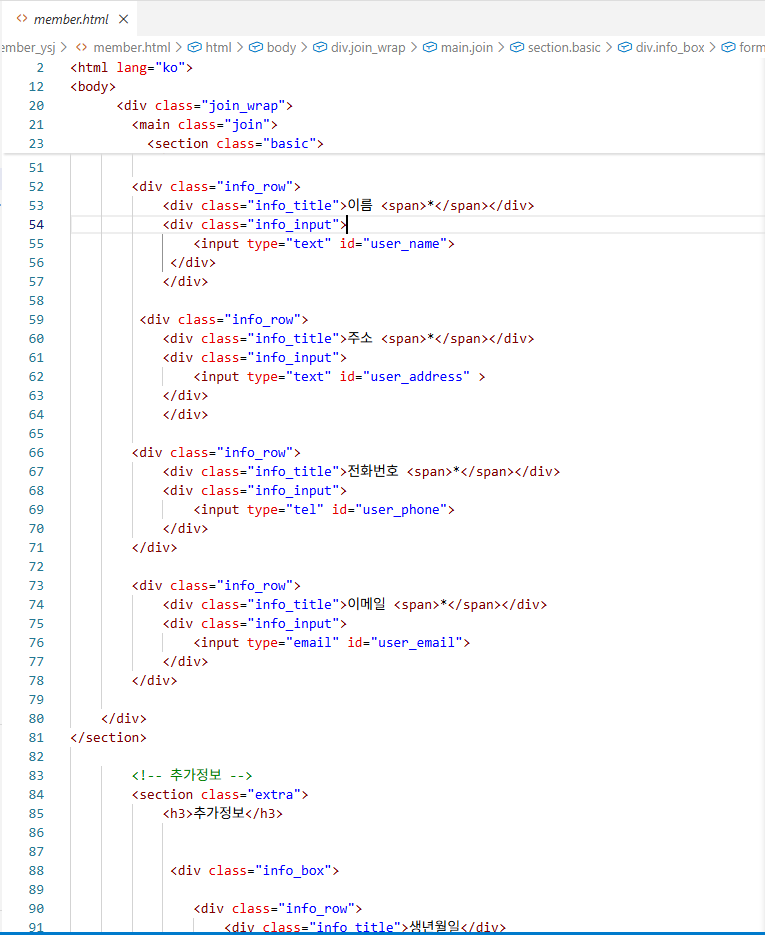 <> member.html ×
ember_ysj > <> member.html > html > body > div.join_wrap > main.join > section.basic > div.info_box > form
2 <html lang="ko">
12 <body>
20 <div class="join_wrap">
21 <main class="join">
23 <section class="basic">
51
52 <div class="info_row">
53 <div class="info_title">이름 <span>*</span></div>
54 <div class="info_input">
55 <input type="text" id="user_name">
56 </div>
57 </div>
58
59 <div class="info_row">
60 <div class="info_title">주소 <span>*</span></div>
61 <div class="info_input">
62 <input type="text" id="user_address" >
63 </div>
64 </div>
65
66 <div class="info_row">
67 <div class="info_title">전화번호 <span>*</span></div>
68 <div class="info_input">
69 <input type="tel" id="user_phone">
70 </div>
71 </div>
72
73 <div class="info_row">
74 <div class="info_title">이메일 <span>*</span></div>
75 <div class="info_input">
76 <input type="email" id="user_email">
77 </div>
78 </div>
79
80 </div>
81 </section>
82
83 <!-- 추가정보 -->
84 <section class="extra">
85 <h3>추가정보</h3>
86
87
88 <div class="info_box">
89
90 <div class="info_row">
91 <div class="info_title">생년월일</div>